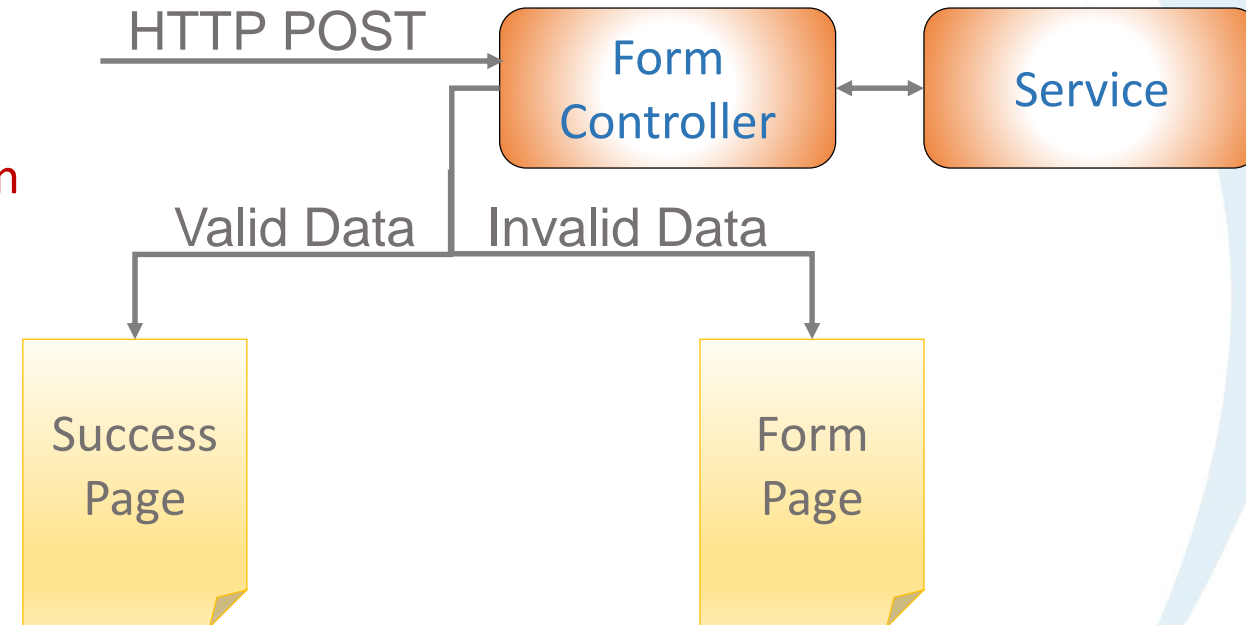 HTTP POST
Form
Controller
Service
Valid Data
Invalid Data
Success
Page
Form
Page